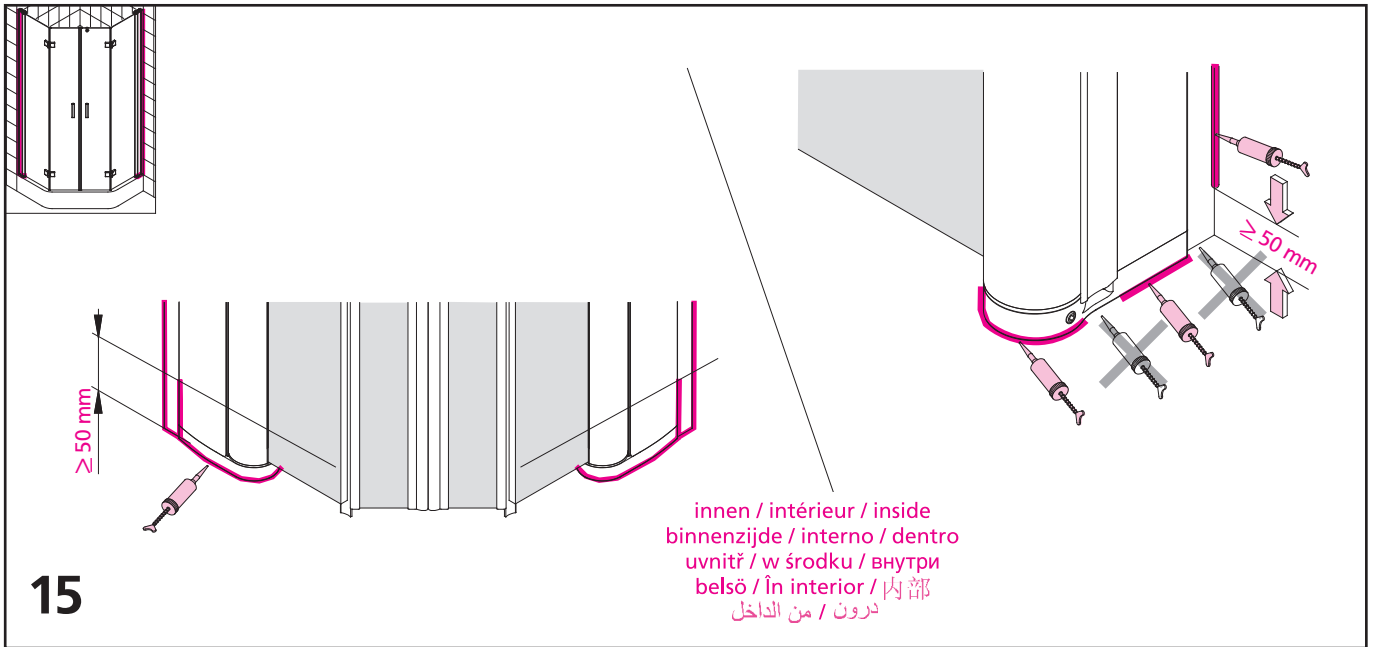 ≥ 50 mm
≥ 50 mm
innen / intérieur / inside
binnenzijde / interno / dentro
uvnitř / w środku / внутри
belsö / În interior / 内部
درون / من الداخل
15